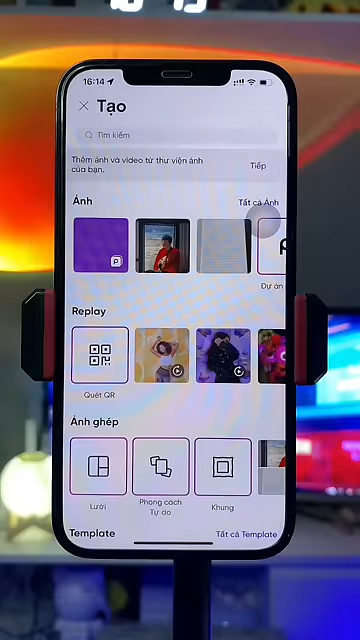 16:14
Tạo
Tìm kiếm
Thêm ảnh và video từ thư viện ảnh
của bạn.
Tiếp
Ảnh
Tất cả Ảnh
Dự án
Replay
Quét QR
Ảnh ghép
Lưới
Phong cách
Tự do
Khung
Template
Tất cả Template